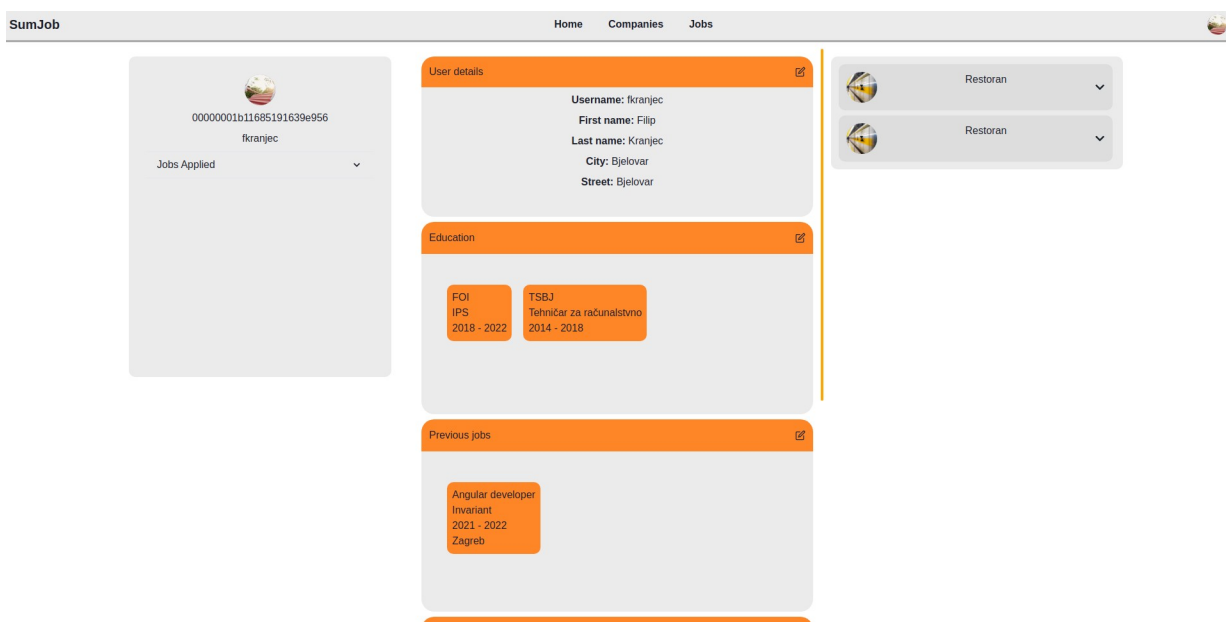 SumJob
Home Companies Jobs
00000001b11685191639e956
fkranjec
Jobs Applied
User details
Username: fkranjec
First name: Filip
Last name: Kranjec
City: Bjelovar
Street: Bjelovar
Education
FOI
IPS
2018 - 2022
TSBJ
Tehničar za računalstvno
2014 - 2018
Previous jobs
Angular developer
Invariant
2021 - 2022
Zagreb
Restoran
Restoran